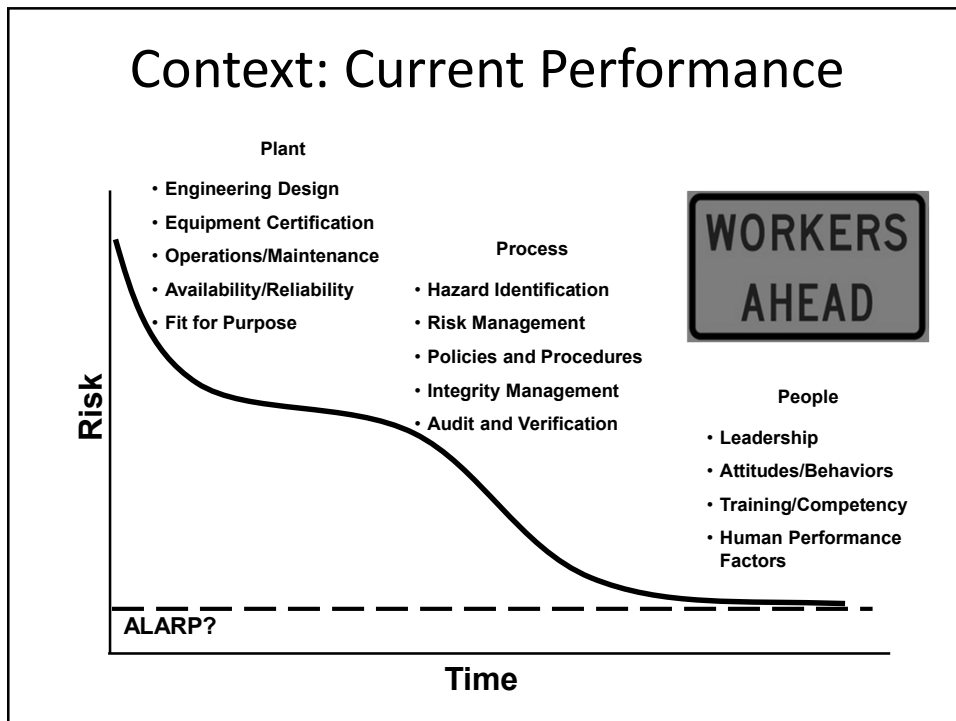 Context: Current Performance
Plant
• Engineering Design
• Equipment Certification
• Operations/Maintenance
• Availability/Reliability
• Fit for Purpose
Process
• Hazard Identification
• Risk Management
• Policies and Procedures
• Integrity Management
• Audit and Verification
WORKERS
AHEAD
People
• Leadership
• Attitudes/Behaviors
• Training/Competency
• Human Performance
Factors
Risk
ALARP?
Time